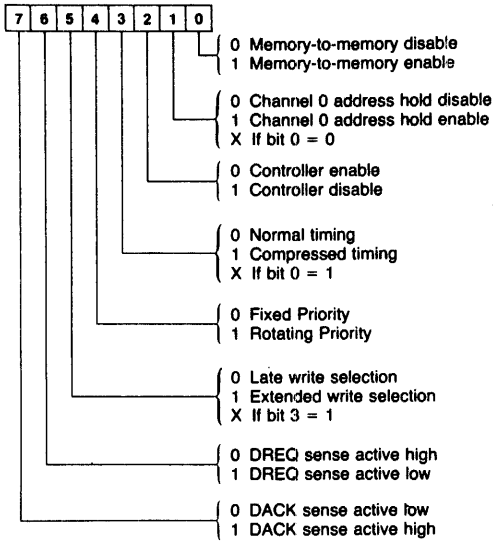 7 6 5 4 3 2 1 0
0 Memory-to-memory disable
1 Memory-to-memory enable
0 Channel 0 address hold disable
1 Channel 0 address hold enable
X If bit 0 = 0
0 Controller enable
1 Controller disable
0 Normal timing
1 Compressed timing
X If bit 0 = 1
0 Fixed Priority
1 Rotating Priority
0 Late write selection
1 Extended write selection
X If bit 3 = 1
0 DREQ sense active high
1 DREQ sense active low
0 DACK sense active low
1 DACK sense active high